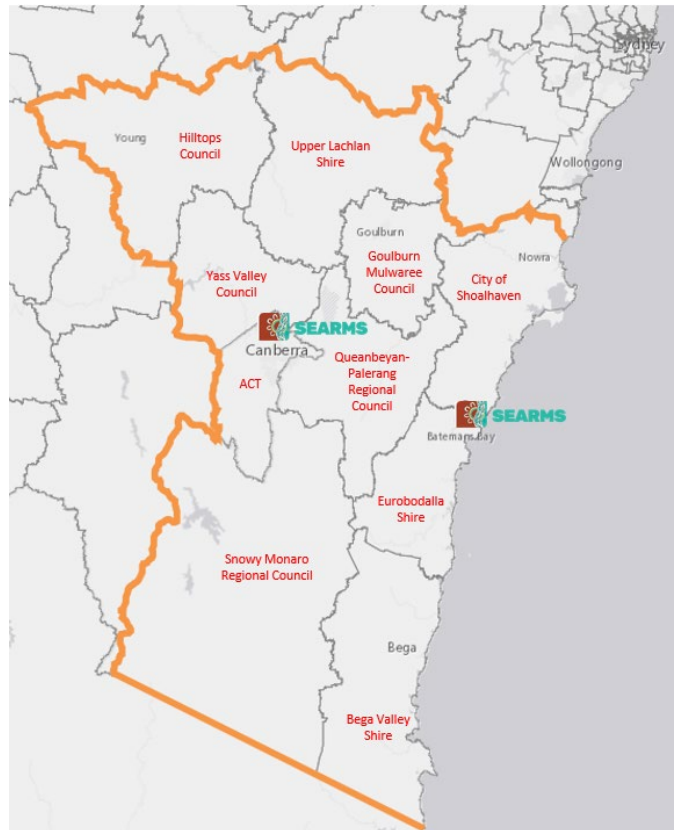 Sydney
Young
Hilltops
Council
Upper Lachlan
Shire
Wollongong
Goulburn
Goulburn
Mulwaree
Council
Nowra
City of
Shoalhaven
Yass Valley
Council
SEARMS
Canberra
ACT
Queanbeyan-
Palerang
Regional
Council
SEARMS
Batemans Bay
Eurobodalla
Shire
Snowy Monaro
Regional Council
Bega
Bega Valley
Shire